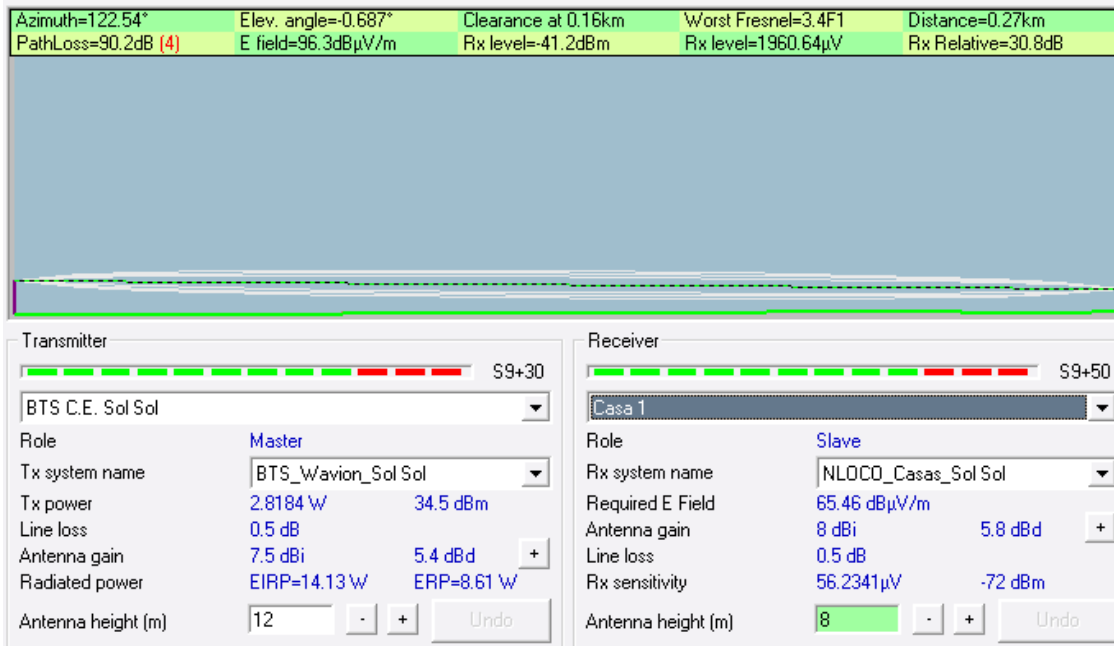 Azimuth=122.54° Elev. angle=-0.687° Clearance at 0.16km Worst Fresnel=3.4F1 Distance=0.27km
PathLoss=90.2dB (4) E field=96.3dBµV/m Rx level=-41.2dBm Rx level=1960.64µV Rx Relative=30.8dB
Transmitter
S9+30
BTS C.E. Sol Sol
Role Master
Tx system name BTS_Wavion_Sol Sol
Tx power 2.8184 W 34.5 dBm
Line loss 0.5 dB
Antenna gain 7.5 dBi 5.4 dBd +
Radiated power EIRP=14.13 W ERP=8.61 W
Antenna height (m) 12 - + Undo
Receiver
S9+50
Casa 1
Role Slave
Rx system name NLOCO_Casas_Sol Sol
Required E Field 65.46 dBµV/m
Antenna gain 8 dBi 5.8 dBd +
Line loss 0.5 dB
Rx sensitivity 56.2341µV -72 dBm
Antenna height (m) 8 - + Undo